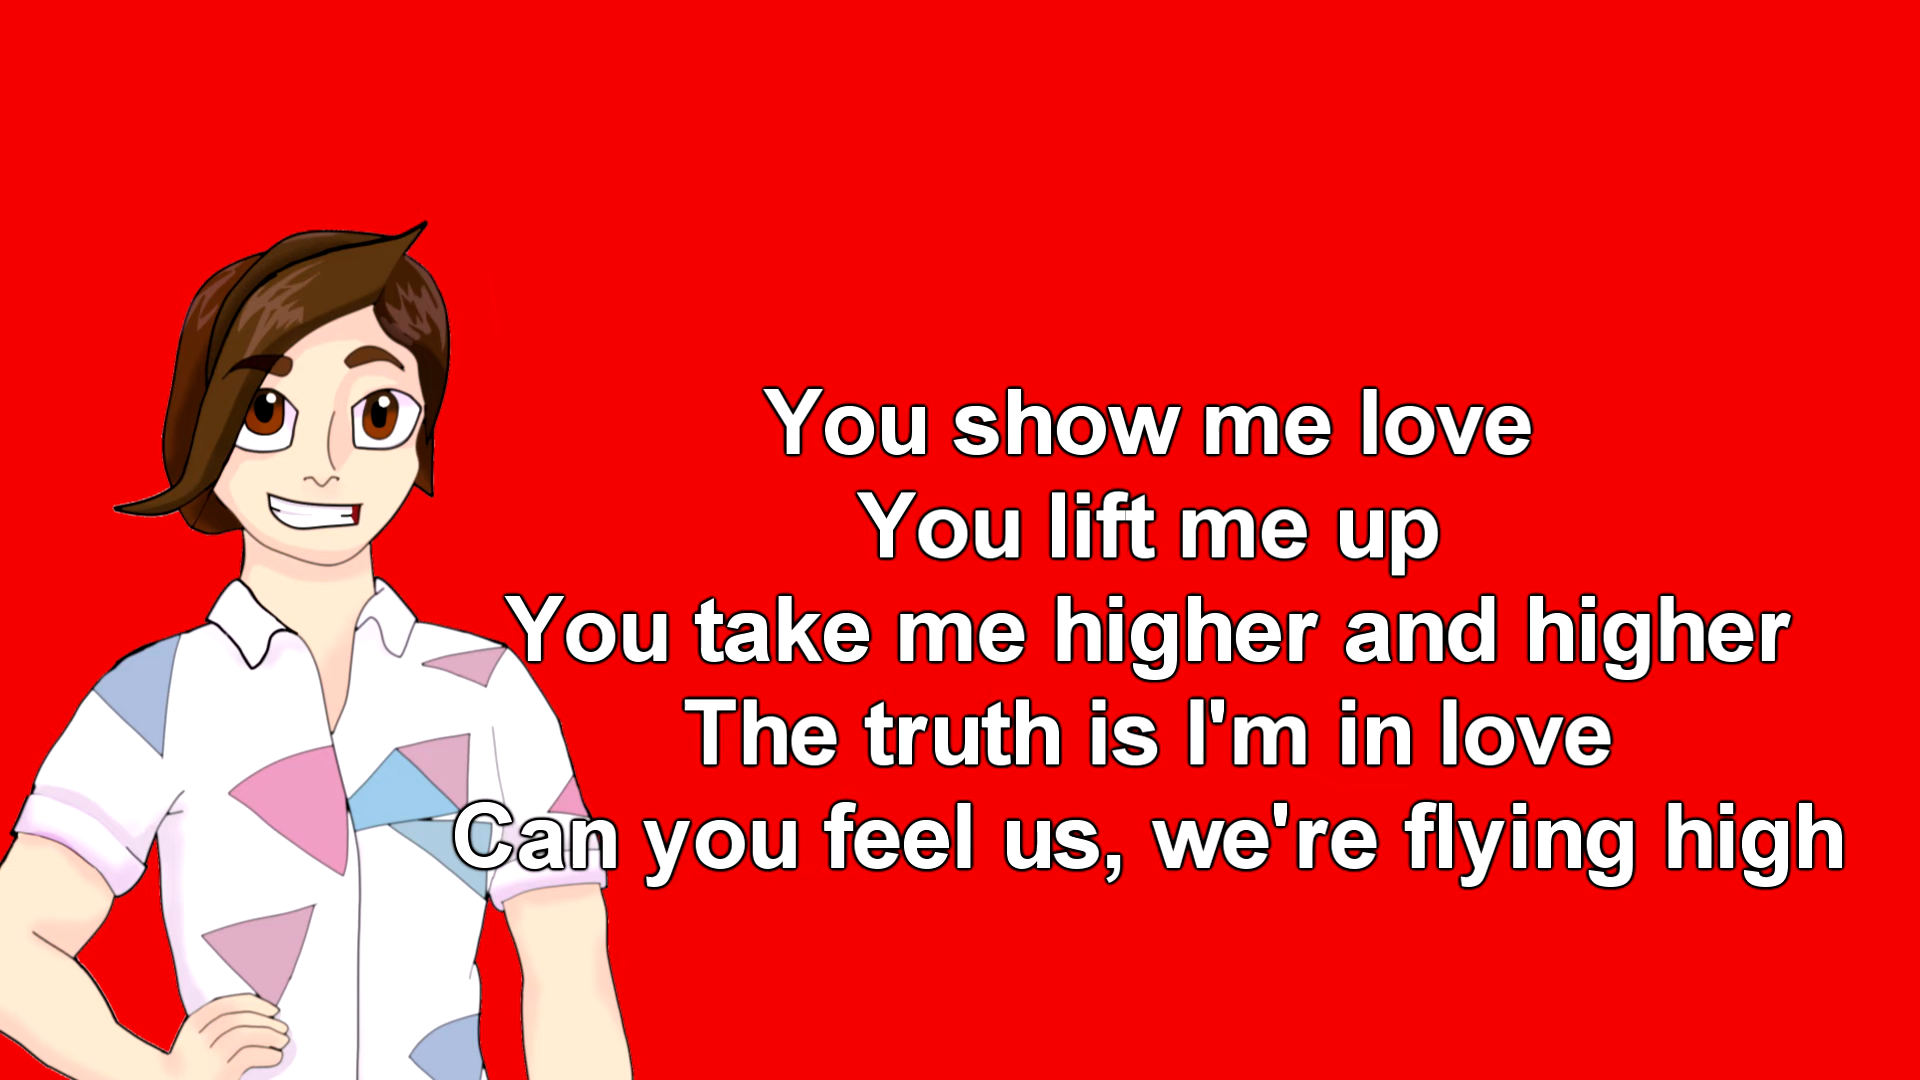 You show me love
You lift me up
You take me higher and higher
The truth is I'm in love
Can you feel us, we're flying high